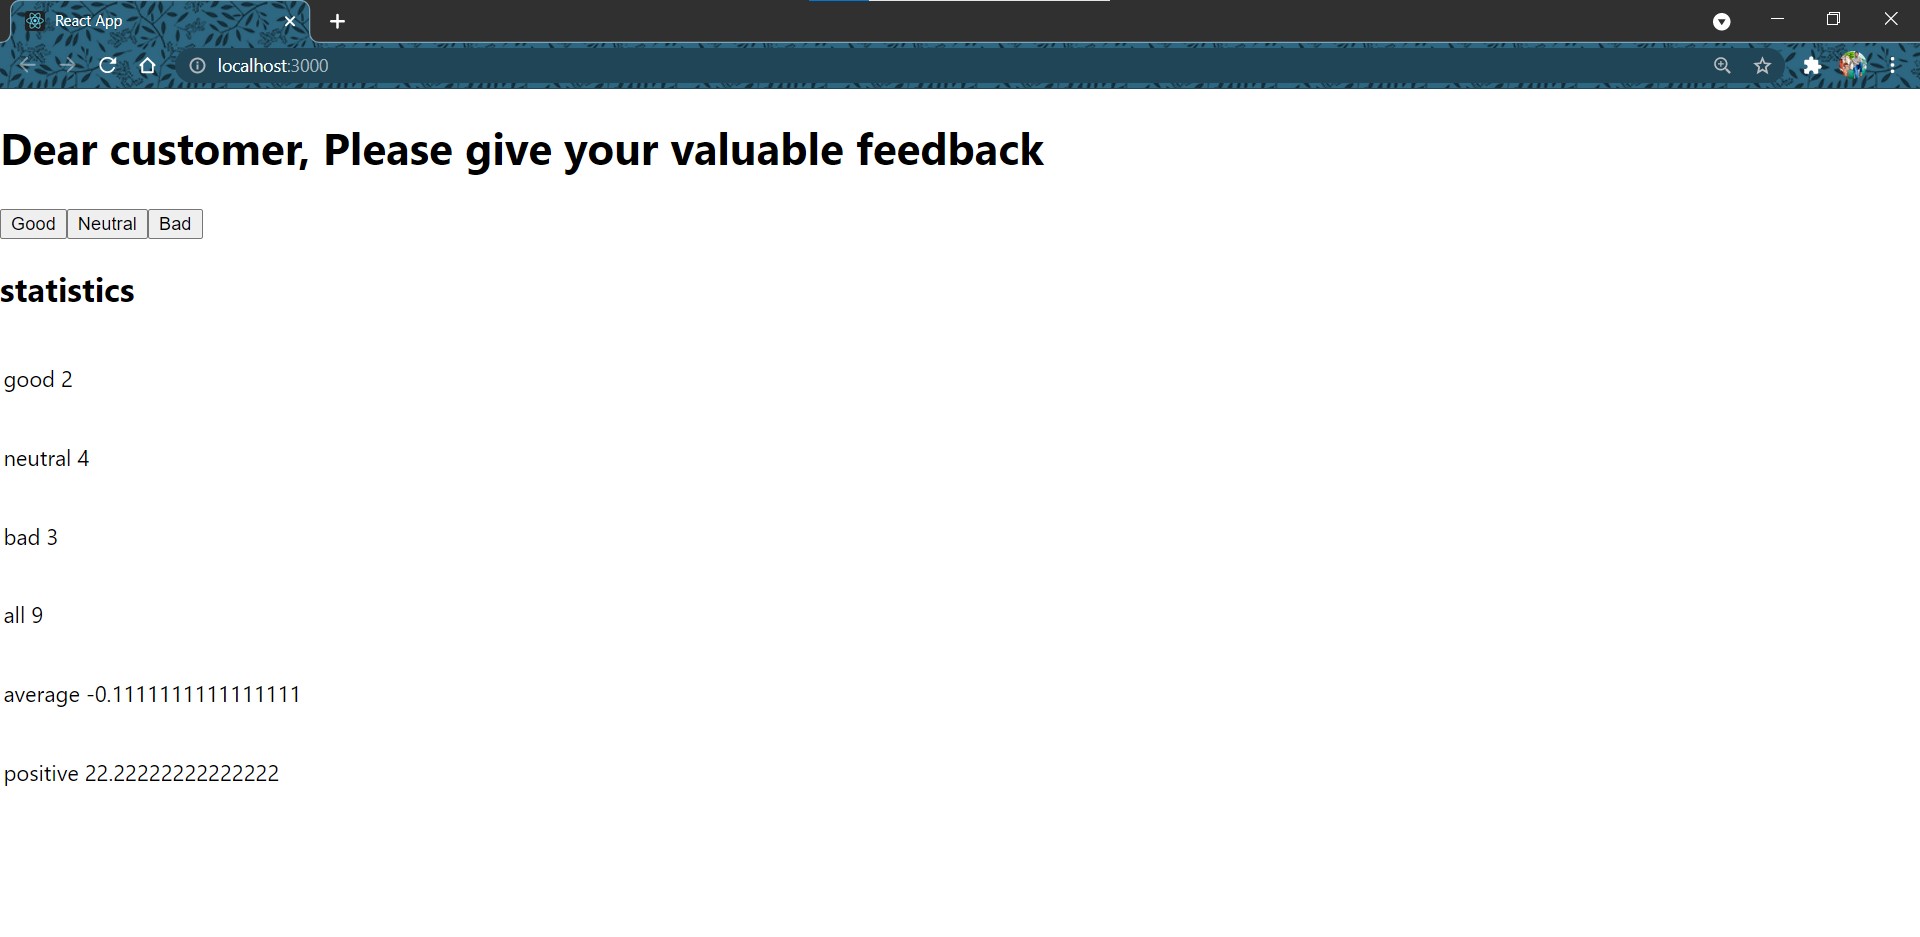 React App
localhost:3000
Dear customer, Please give your valuable feedback
Good Neutral Bad
statistics
good 2
neutral 4
bad 3
all 9
average -0.1111111111111111
positive 22.22222222222222